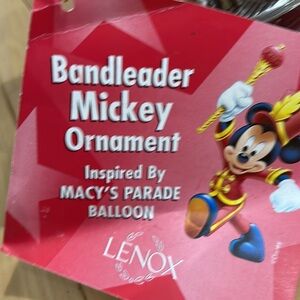 Bandleader
Mickey
Ornament
Inspired By
MACY'S PARADE
BALLOON
LENOX